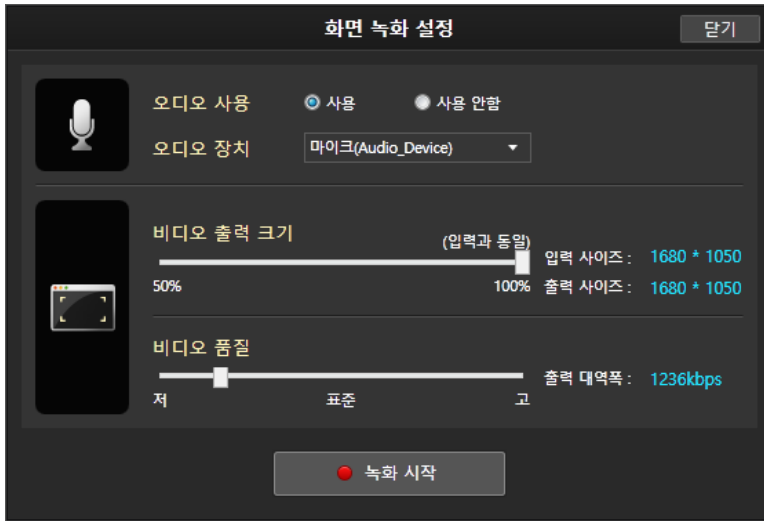 화면 녹화 설정
닫기
오디오 사용
사용
사용 안함
오디오 장치
마이크(Audio_Device)
비디오 출력 크기
(입력과 동일)
50%
100%
입력 사이즈 : 1680 * 1050
출력 사이즈 : 1680 * 1050
비디오 품질
저
표준
고
출력 대역폭 : 1236kbps
녹화 시작